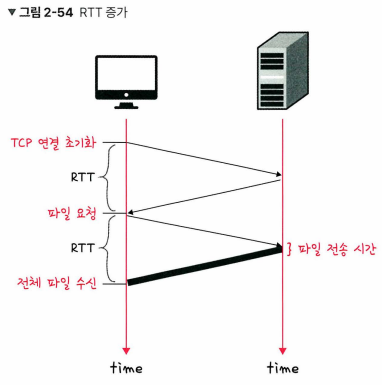 ▼ 그림 2-54 RTT 증가
TCP 연결 초기화
RTT
파일 요청
RTT
} 파일 전송 시간
전체 파일 수신
time
time